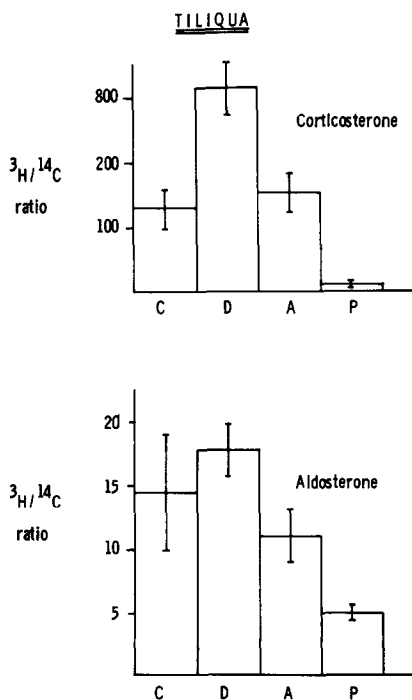 TILIQUA
800
Corticosterone
³H/¹⁴C
200
ratio
100
C D A P
20
³H/¹⁴C
15
Aldosterone
ratio
10
5
C D A P